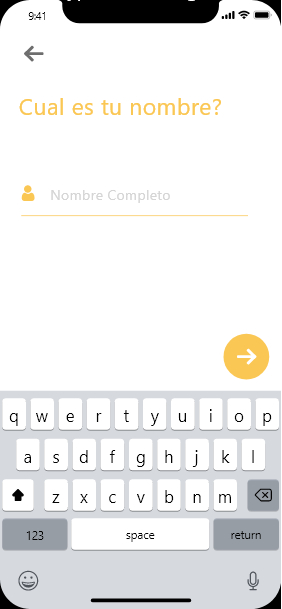 9:41
Cual es tu nombre?
Nombre Completo
q w e r t y u i o p
a s d f g h j k l
z x c v b n m
123 space return